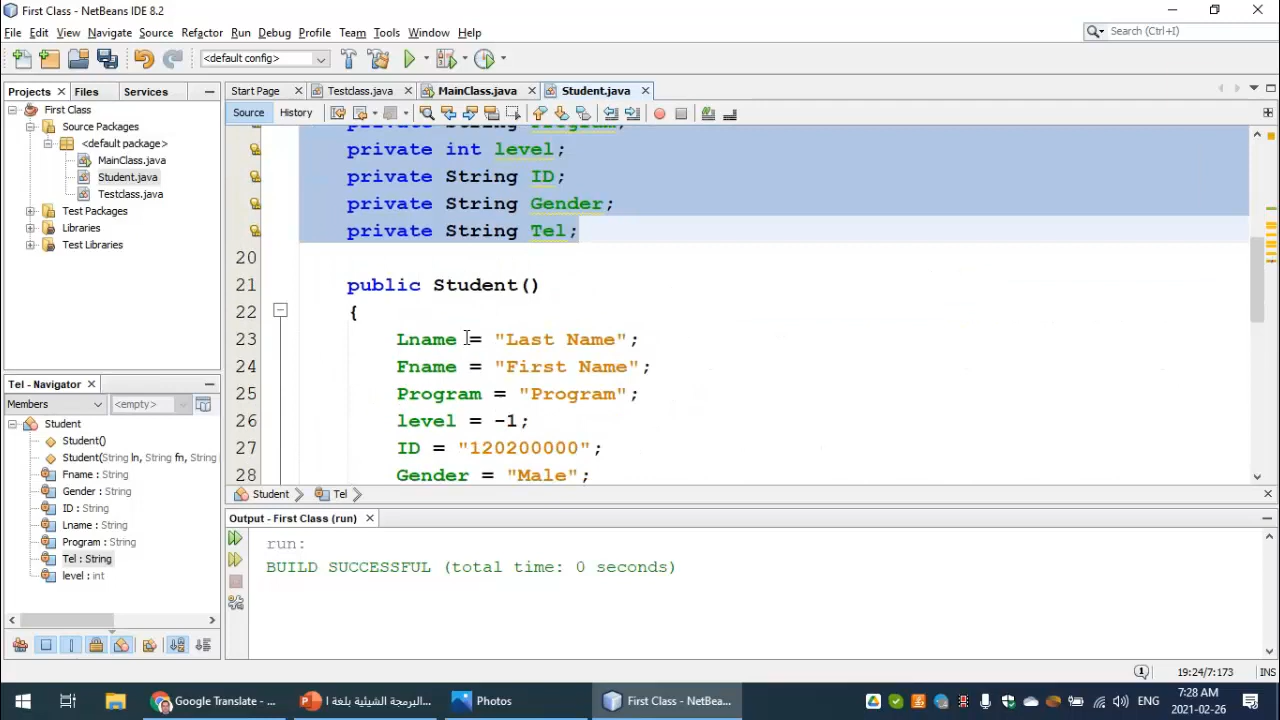 First Class - NetBeans IDE 8.2
File Edit View Navigate Source Refactor Run Debug Profile Team Tools Window Help
Search (Ctrl+I)
<default config>
Projects Files Services
Start Page Testclass.java MainClass.java Student.java
Source History
First Class
Source Packages
<default package>
MainClass.java
Student.java
Testclass.java
Test Packages
Libraries
Test Libraries
private String Program;
private int level;
private String ID;
private String Gender;
private String Tel;
20
21 public Student()
22 {
23 Lname = "Last Name";
24 Fname = "First Name";
25 Program = "Program";
26 level = -1;
27 ID = "120200000";
28 Gender = "Male";
Student Tel
Tel - Navigator
Members <empty>
Student
Student()
Student(String ln, String fn, String
Fname : String
Gender : String
ID : String
Lname : String
Program : String
Tel : String
level : int
Output - First Class (run)
run:
BUILD SUCCESSFUL (total time: 0 seconds)
1 19:24/7:173 INS
Google Translate - ...
البرمجة الشيئية بلغة ا...
Photos
First Class - NetBea...
ENG
7:28 AM
2021-02-26